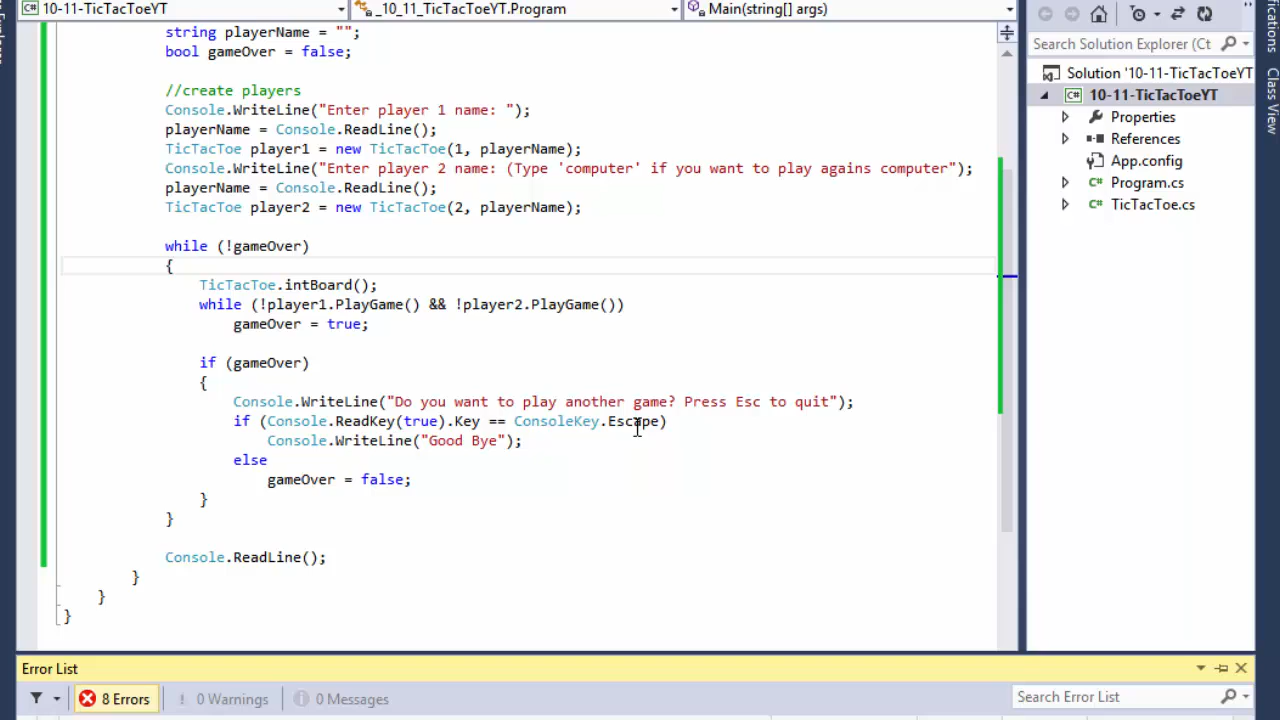 10-11-TicTacToeYT
_10_11_TicTacToeYT.Program
Main(string[] args)
string playerName = "";
bool gameOver = false;
//create players
Console.WriteLine("Enter player 1 name: ");
playerName = Console.ReadLine();
TicTacToe player1 = new TicTacToe(1, playerName);
Console.WriteLine("Enter player 2 name: (Type 'computer' if you want to play agains computer");
playerName = Console.ReadLine();
TicTacToe player2 = new TicTacToe(2, playerName);
while (!gameOver)
{
TicTacToe.intBoard();
while (!player1.PlayGame() && !player2.PlayGame())
gameOver = true;
if (gameOver)
{
Console.WriteLine("Do you want to play another game? Press Esc to quit");
if (Console.ReadKey(true).Key == ConsoleKey.Escape)
Console.WriteLine("Good Bye");
else
gameOver = false;
}
}
Console.ReadLine();
}
}
}
Search Solution Explorer (Ct
Solution '10-11-TicTacToeYT
C# 10-11-TicTacToeYT
Properties
References
App.config
C# Program.cs
C# TicTacToe.cs
Class View
Error List
8 Errors
0 Warnings
0 Messages
Search Error List